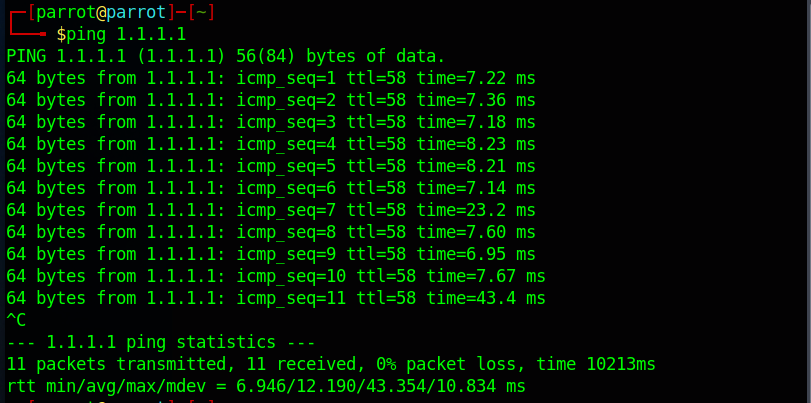 ┌─[parrot@parrot]─[~]
└──╼ $ping 1.1.1.1
PING 1.1.1.1 (1.1.1.1) 56(84) bytes of data.
64 bytes from 1.1.1.1: icmp_seq=1 ttl=58 time=7.22 ms
64 bytes from 1.1.1.1: icmp_seq=2 ttl=58 time=7.36 ms
64 bytes from 1.1.1.1: icmp_seq=3 ttl=58 time=7.18 ms
64 bytes from 1.1.1.1: icmp_seq=4 ttl=58 time=8.23 ms
64 bytes from 1.1.1.1: icmp_seq=5 ttl=58 time=8.21 ms
64 bytes from 1.1.1.1: icmp_seq=6 ttl=58 time=7.14 ms
64 bytes from 1.1.1.1: icmp_seq=7 ttl=58 time=23.2 ms
64 bytes from 1.1.1.1: icmp_seq=8 ttl=58 time=7.60 ms
64 bytes from 1.1.1.1: icmp_seq=9 ttl=58 time=6.95 ms
64 bytes from 1.1.1.1: icmp_seq=10 ttl=58 time=7.67 ms
64 bytes from 1.1.1.1: icmp_seq=11 ttl=58 time=43.4 ms
^C
--- 1.1.1.1 ping statistics ---
11 packets transmitted, 11 received, 0% packet loss, time 10213ms
rtt min/avg/max/mdev = 6.946/12.190/43.354/10.834 ms